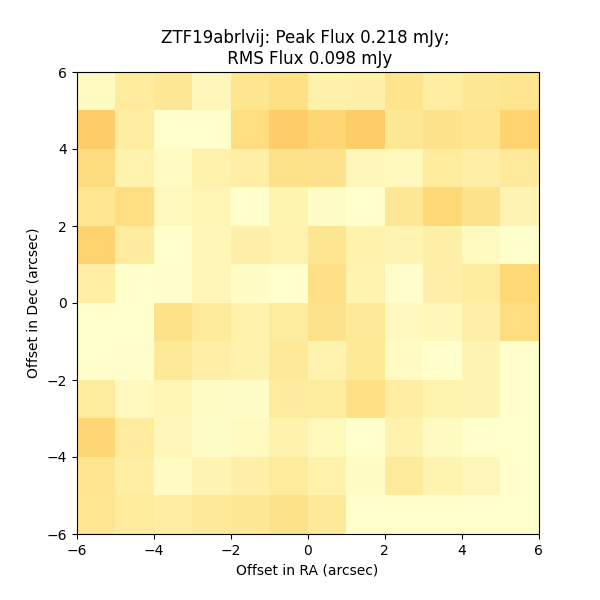 ZTF19abrlvij: Peak Flux 0.218 mJy;
RMS Flux 0.098 mJy
6
4
2
0
−2
−4
−6
Offset in Dec (arcsec)
−6 −4 −2 0 2 4 6
Offset in RA (arcsec)